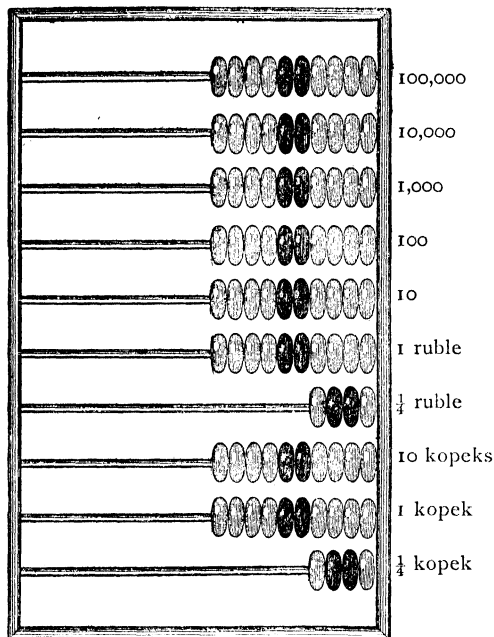 100,000
10,000
1,000
100
10
1 ruble
¼ ruble
10 kopeks
1 kopek
¼ kopek